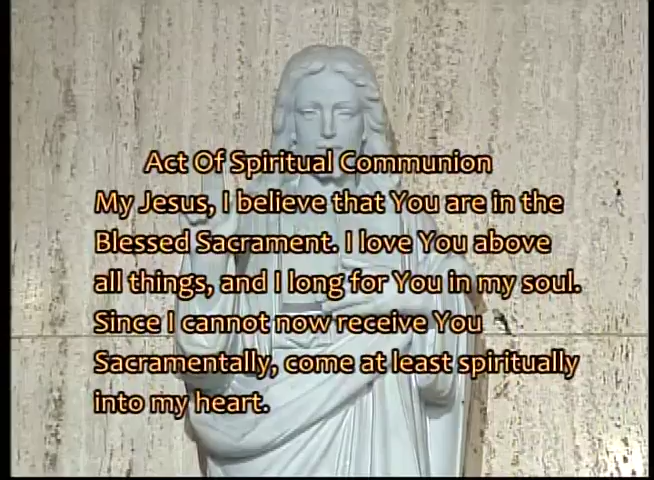 Act Of Spiritual Communion
My Jesus, I believe that You are in the
Blessed Sacrament. I love You above
all things, and I long for You in my soul.
Since I cannot now receive You
Sacramentally, come at least spiritually
into my heart.